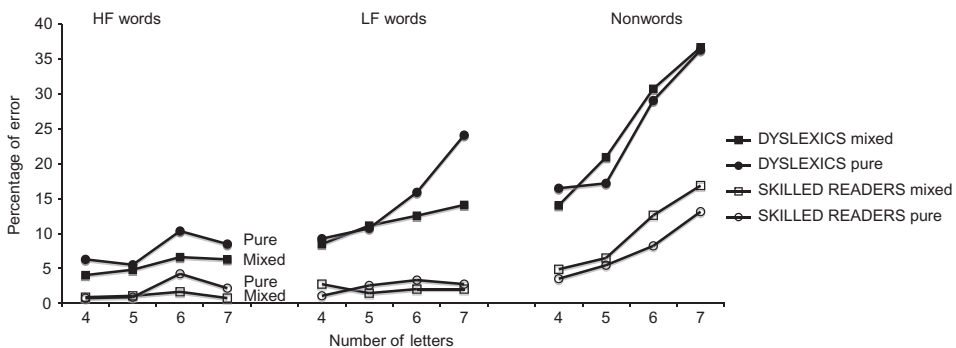 HF words LF words Nonwords
40
35
30
25
20
15
10
5
0
Percentage of error
Pure
Mixed
Pure
Mixed
4 5 6 7 4 5 6 7 4 5 6 7
Number of letters
DYSLEXICS mixed
DYSLEXICS pure
SKILLED READERS mixed
SKILLED READERS pure